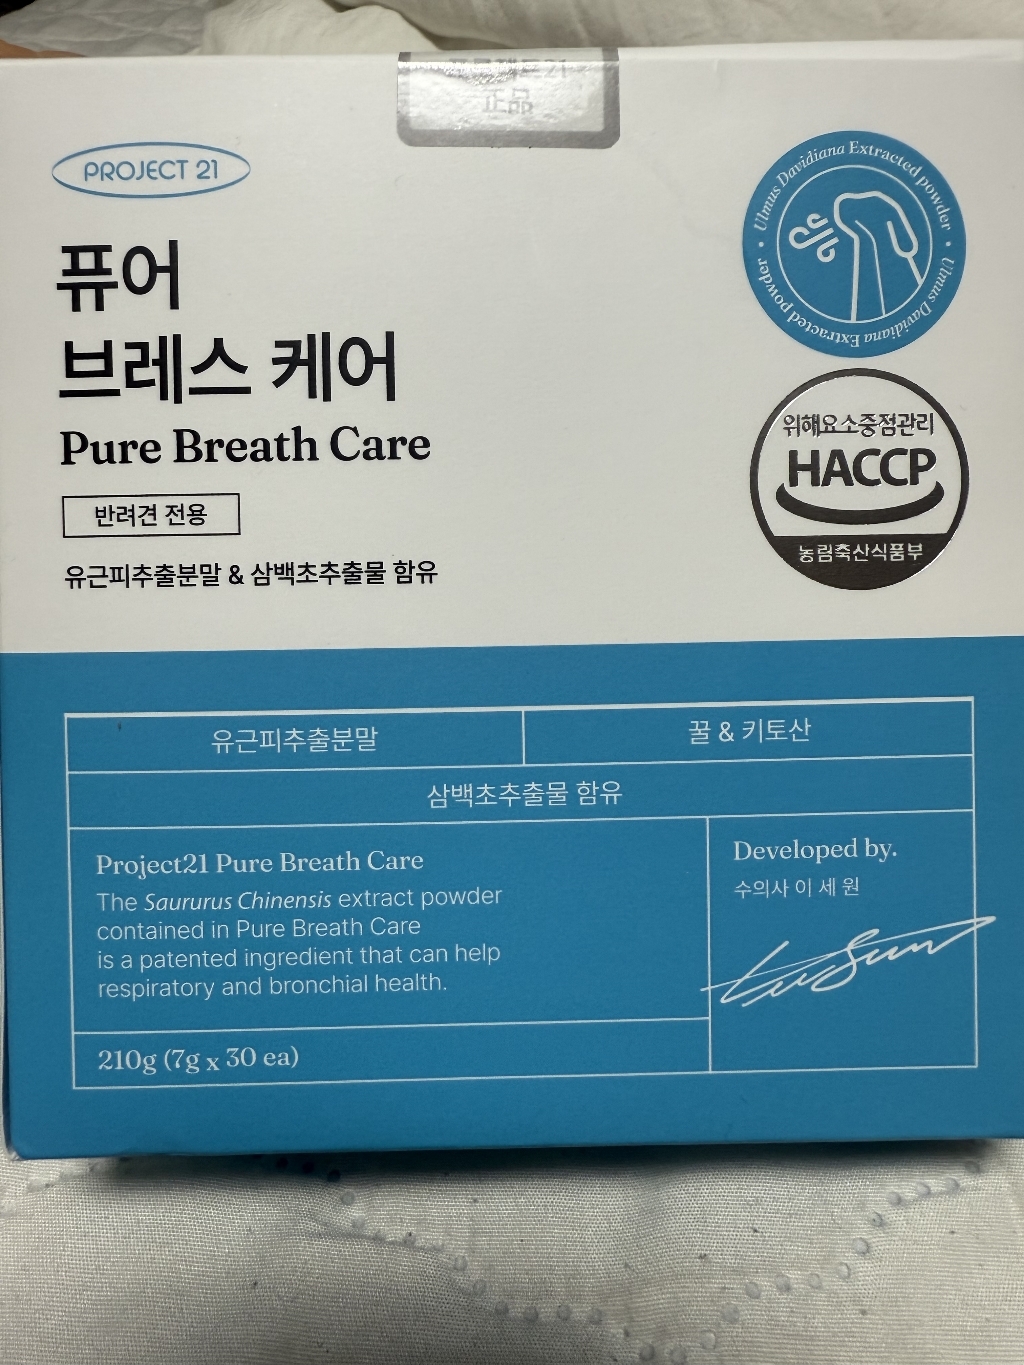 正品
PROJECT 21
퓨어
브레스 케어
Pure Breath Care
반려견 전용
유근피추출분말 & 삼백초추출물 함유
Ulmus Davidiana Extracted powder • Ulmus Davidiana Extracted powder •
위해요소중점관리
HACCP
농림축산식품부
유근피추출분말
꿀 & 키토산
삼백초추출물 함유
Project21 Pure Breath Care
The Saururus Chinensis extract powder
contained in Pure Breath Care
is a patented ingredient that can help
respiratory and bronchial health.
210g (7g x 30 ea)
Developed by.
수의사 이 세 원